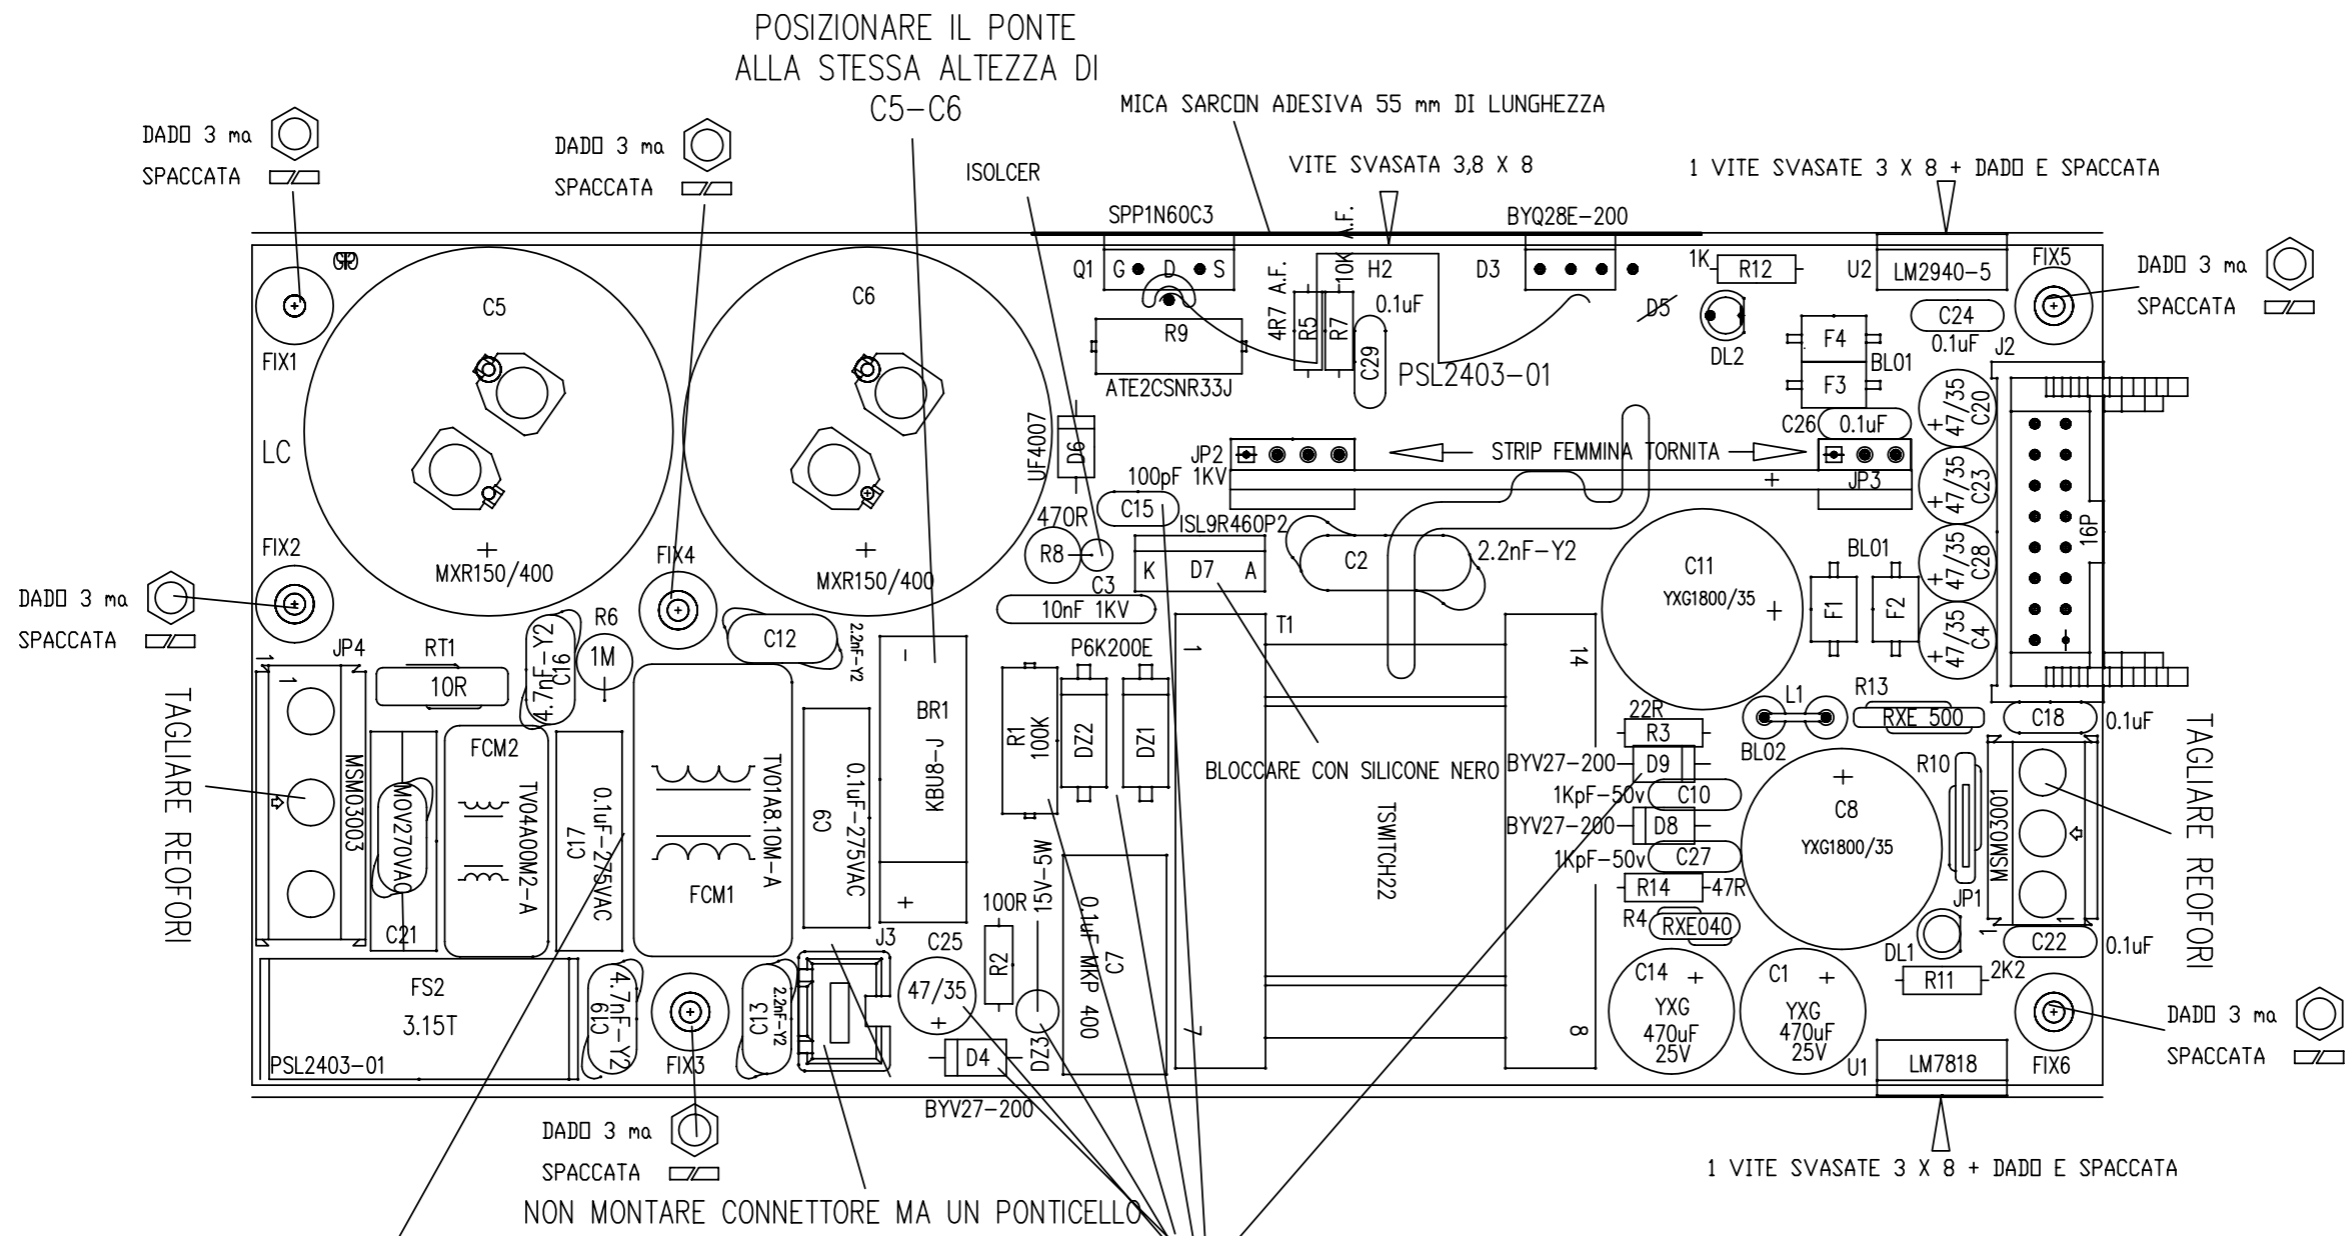 POSIZIONARE IL PONTE
ALLA STESSA ALTEZZA DI
C5-C6
MICA SARCON ADESIVA 55 mm DI LUNGHEZZA
DADO 3 ma
SPACCATA
DADO 3 ma
SPACCATA
ISOLCER
VITE SVASATA 3,8 X 8
1 VITE SVASATE 3 X 8 + DADO E SPACCATA
SPP1N60C3
A.F.
BYQ28E-200
Q1
G D S
4R7 A.F.
10K
H2
D3
1K
R12
U2
LM2940-5
FIX5
DADO 3 ma
SPACCATA
C5
C6
FIX1
R9
ATE2CSNR33J
R5
R7
0.1uF
C29
PSL2403-01
D5
DL2
F4
F3
BL01
C24
0.1uF
J2
LC
UF4007
D6
JP2
STRIP FEMMINA TORNITA
C26
0.1uF
JP3
+
47/35
C20
+
47/35
C23
+
47/35
C28
+
47/35
C4
+
16P
100pF 1KV
C15
470R
R8
ISL9R460P2
K D7 A
C2
2.2nF-Y2
C11
YXG1800/35
+
BL01
F1
F2
FIX2
FIX4
+
MXR150/400
+
MXR150/400
C3
10nF 1KV
DADO 3 ma
SPACCATA
JP4
RT1
10R
4.7nF-Y2
C16
R6
1M
C12
2.2nF-Y2
P6K200E
T1
1
14
7
8
TAGLIARE REOFORI
1
1
MSM03003
MOV270VAC
C21
FCM2
TV04A00M2-A
C17
0.1uF-275VAC
TV01A8.10M-A
FCM1
C9
0.1uF-275VAC
-
BR1
KBU8-J
+
R1
100K
DZ2
DZ1
BLOCCARE CON SILICONE NERO
TSWITCH22
22R
R3
BYV27-200
D9
1KpF-50v
C10
BYV27-200
D8
1KpF-50v
C27
R14
47R
R4
RXE040
L1
BL02
R13
RXE 500
C18
0.1uF
R10
+
C8
YXG1800/35
MSM03001
JP1
1
1
TAGLIARE REOFORI
DL1
C22
0.1uF
R11
2K2
FS2
3.15T
PSL2403-01
4.7nF-Y2
C19
FIX3
2.2nF-Y2
C13
J3
C25
47/35
+
100R
R2
15V-5W
DZ3
0.1uF MKP 400
C7
D4
BYV27-200
C14
+
YXG
470uF
25V
C1
+
YXG
470uF
25V
U1
LM7818
FIX6
DADO 3 ma
SPACCATA
DADO 3 ma
SPACCATA
1 VITE SVASATE 3 X 8 + DADO E SPACCATA
NON MONTARE CONNETTORE MA UN PONTICELLO